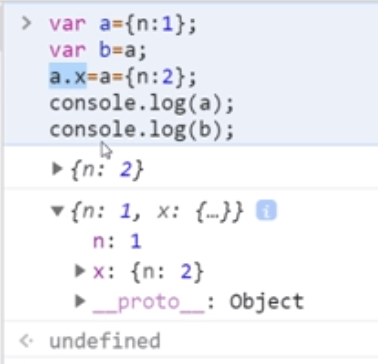 > var a={n:1};
var b=a;
a.x=a={n:2};
console.log(a);
console.log(b);
▶{n: 2}
▼{n: 1, x: {…}} i
n: 1
▶x: {n: 2}
▶__proto__: Object
<· undefined